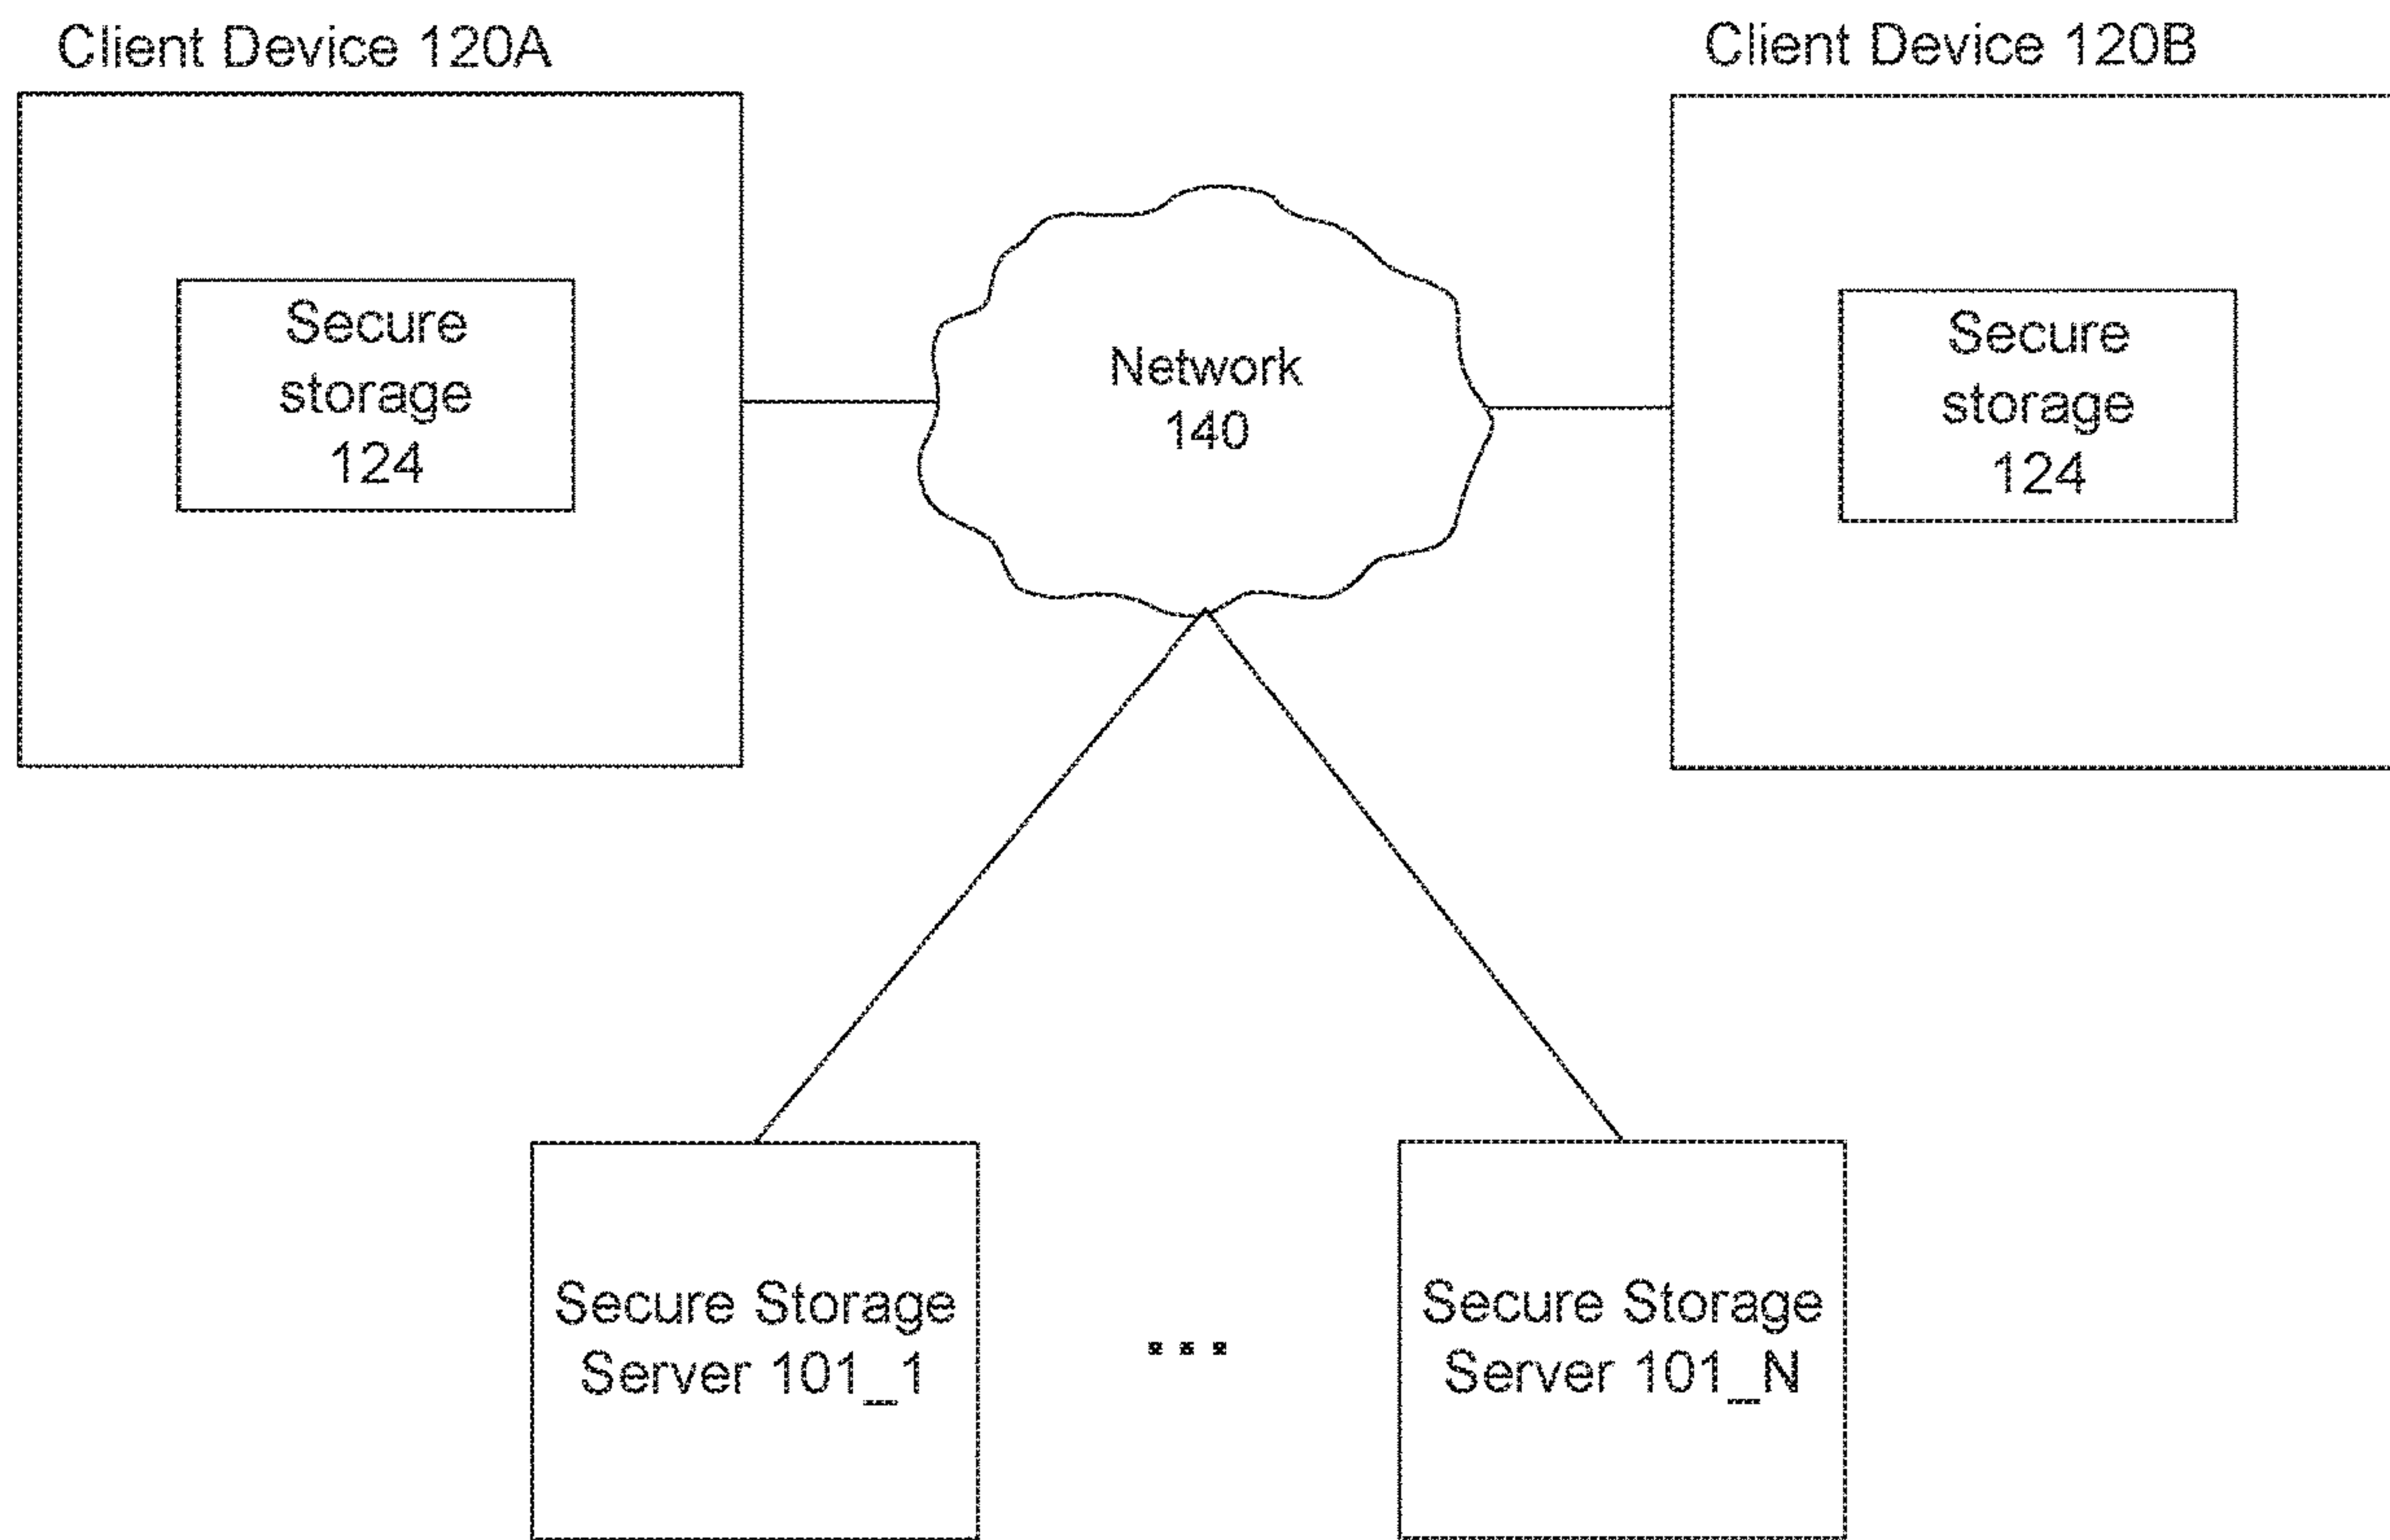 Client Device 120A
Client Device 120B
Secure
storage
124
Network
140
Secure
storage
124
Secure Storage
Server 101_1
...
Secure Storage
Server 101_N